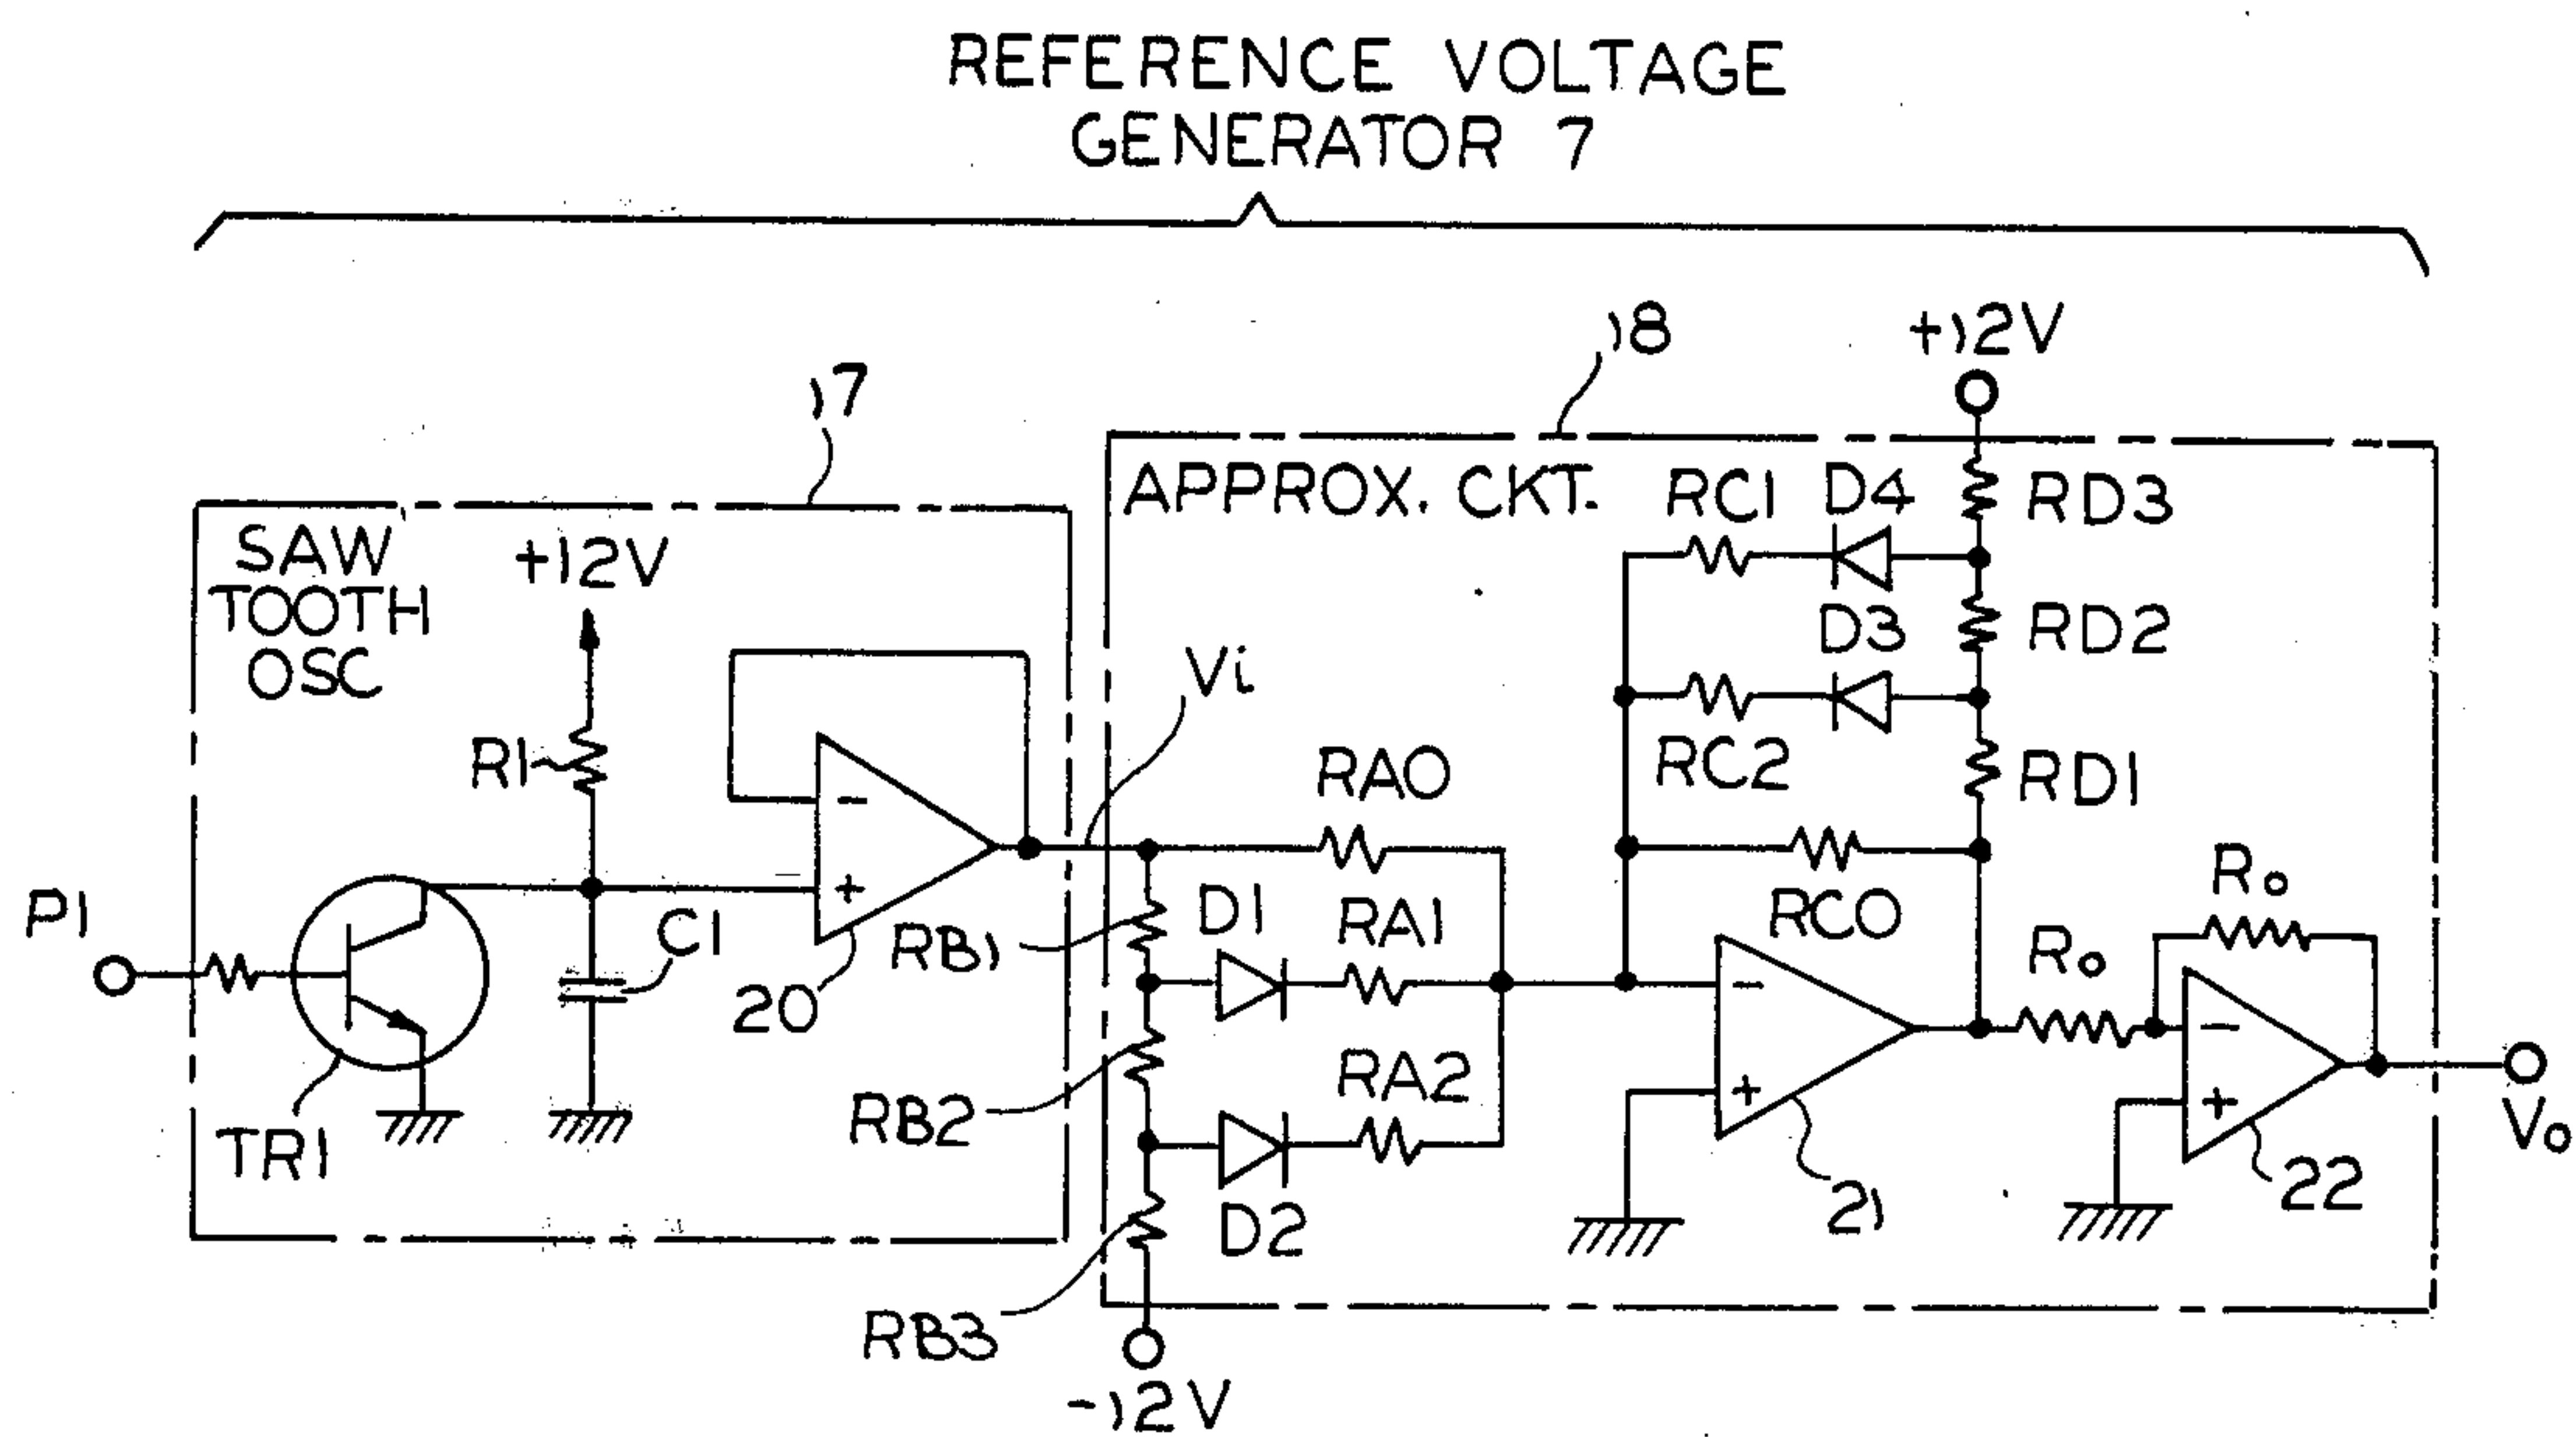 REFERENCE VOLTAGE
GENERATOR 7
17
18
+12V
SAW
TOOTH
OSC
+12V
APPROX. CKT.
RC1
D4
RD3
D3
RD2
Vi
R1
RC2
RD1
RA0
-
+
P1
C1
20
RB1
D1
RA1
RC0
Ro
Ro
-
+
-
+
TR1
RB2
RA2
D2
21
22
Vo
RB3
-12V